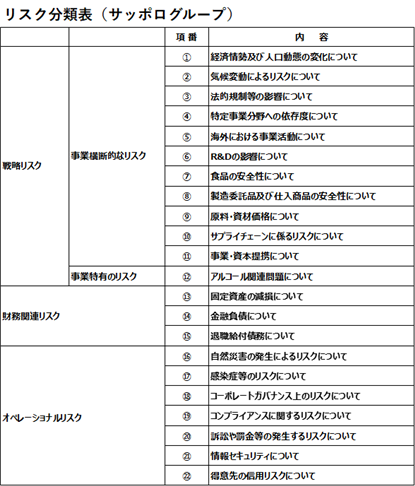 リスク分類表（サッポログループ）
項番 内　容
① 経済情勢及び人口動態の変化について
② 気候変動によるリスクについて
③ 法的規制等の影響について
④ 特定事業分野への依存度について
⑤ 海外における事業活動について
戦略リスク 事業横断的なリスク ⑥ R&Dの影響について
⑦ 食品の安全性について
⑧ 製造委託品及び仕入商品の安全性について
⑨ 原料・資材価格について
⑩ サプライチェーンに係るリスクについて
⑪ 事業・資本提携について
事業特有のリスク ⑫ アルコール関連問題について
⑬ 固定資産の減損について
財務関連リスク ⑭ 金融負債について
⑮ 退職給付債務について
⑯ 自然災害の発生によるリスクについて
⑰ 感染症等のリスクについて
⑱ コーポレートガバナンス上のリスクについて
オペレーショナルリスク ⑲ コンプライアンスに関するリスクについて
⑳ 訴訟や罰金等の発生するリスクについて
㉑ 情報セキュリティについて
㉒ 得意先の信用リスクについて